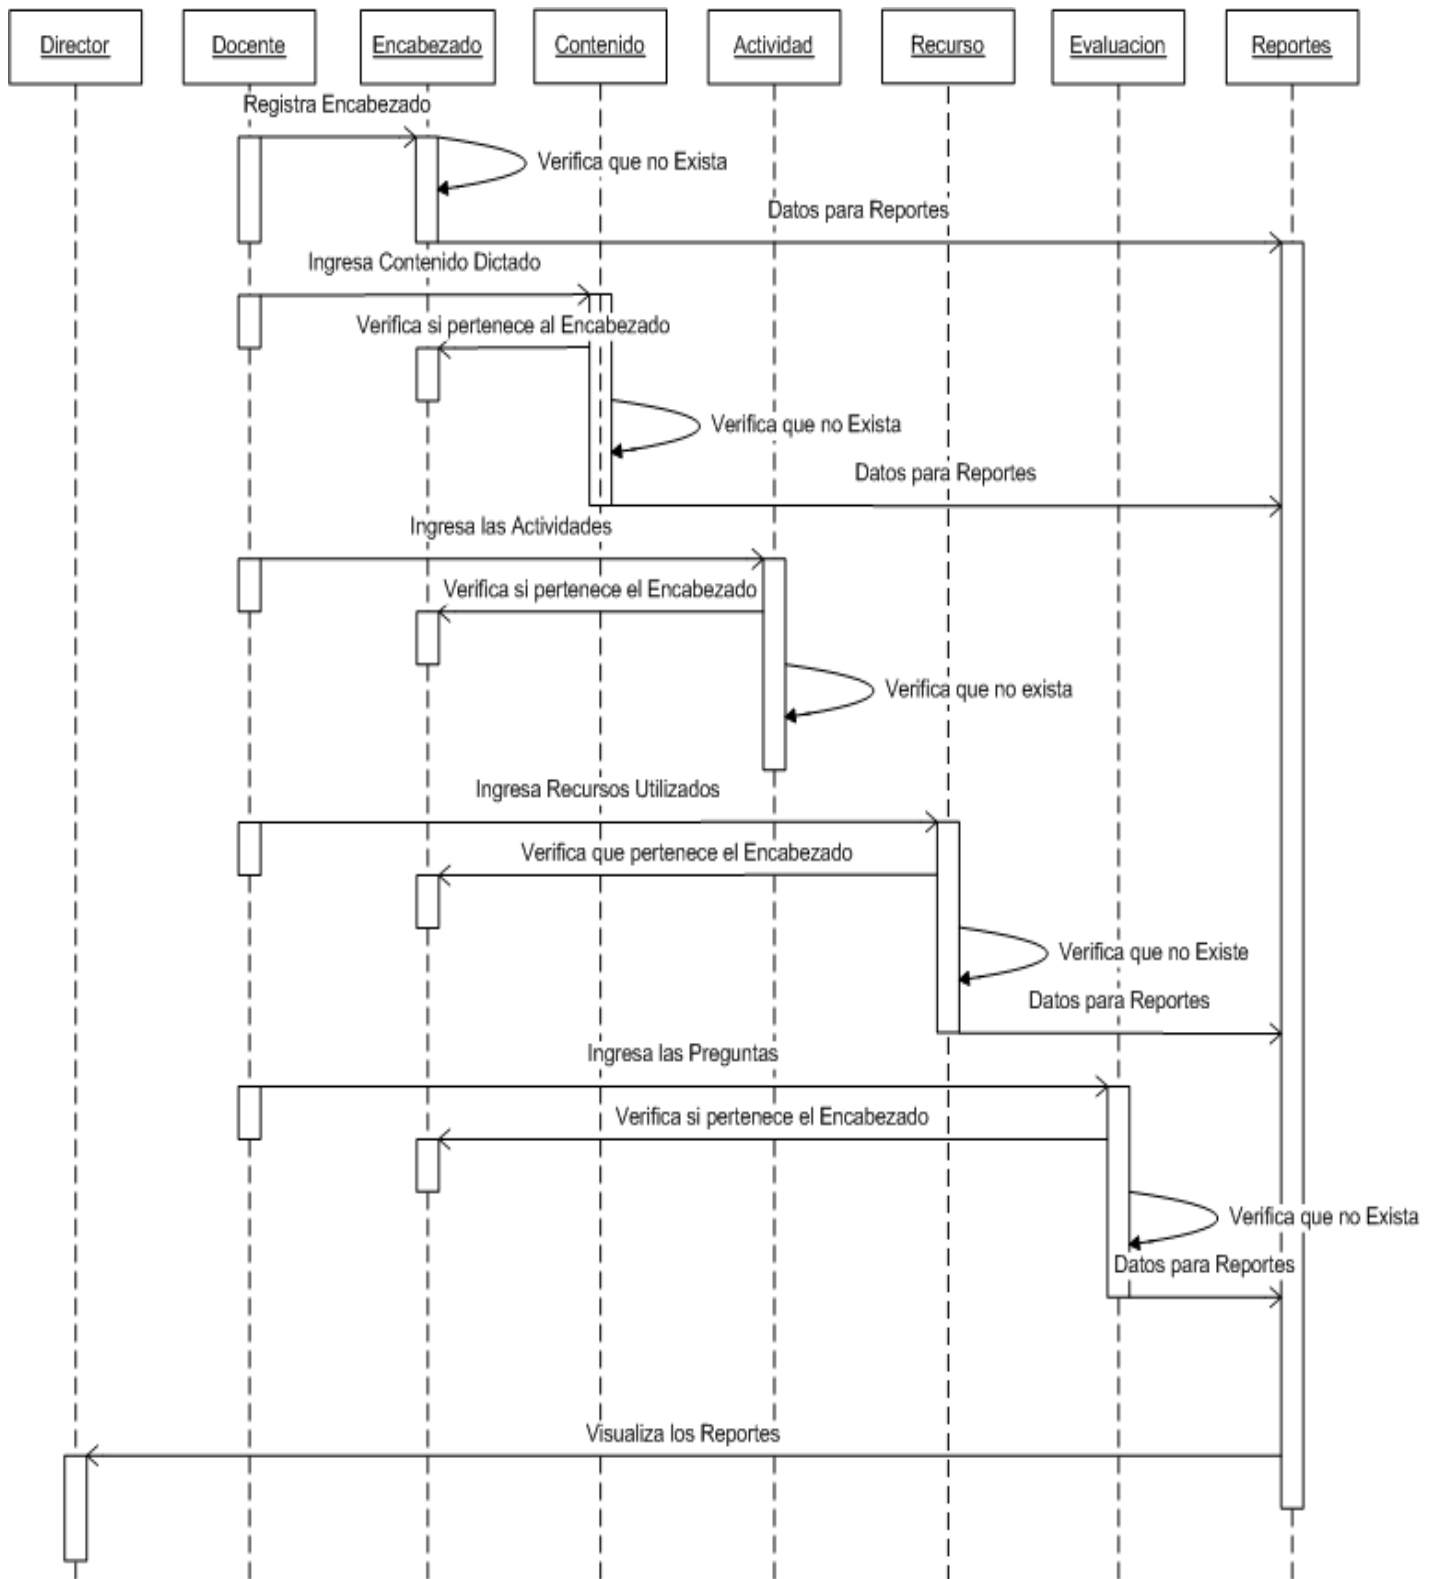 Director
Docente
Encabezado
Contenido
Actividad
Recurso
Evaluacion
Reportes
Registra Encabezado
Verifica que no Exista
Datos para Reportes
Ingresa Contenido Dictado
Verifica si pertenece al Encabezado
Verifica que no Exista
Datos para Reportes
Ingresa las Actividades
Verifica si pertenece el Encabezado
Verifica que no exista
Ingresa Recursos Utilizados
Verifica que pertenece el Encabezado
Verifica que no Existe
Datos para Reportes
Ingresa las Preguntas
Verifica si pertenece el Encabezado
Verifica que no Exista
Datos para Reportes
Visualiza los Reportes